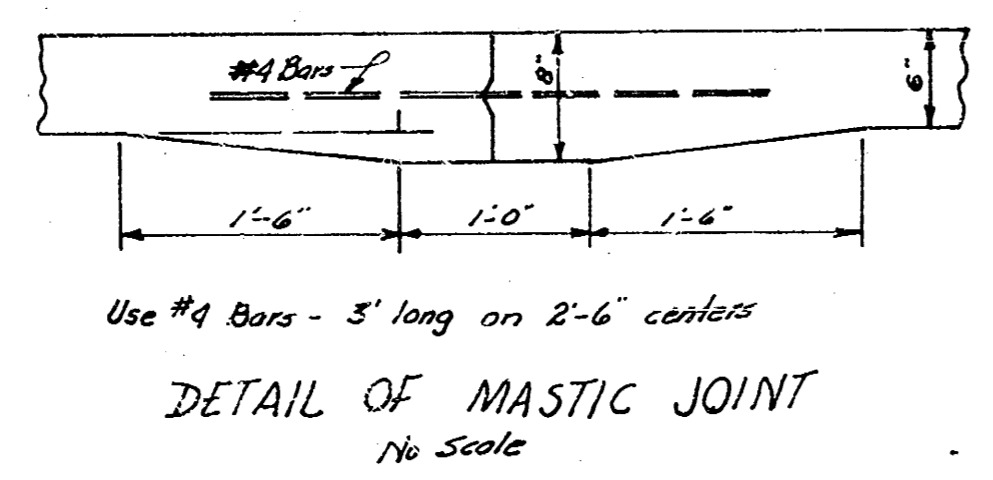 #4 Bars
8"
6"
1'-6"
1'-0"
1'-6"
Use #4 Bars - 3' long on 2'-6" centers
DETAIL OF MASTIC JOINT
No Scale